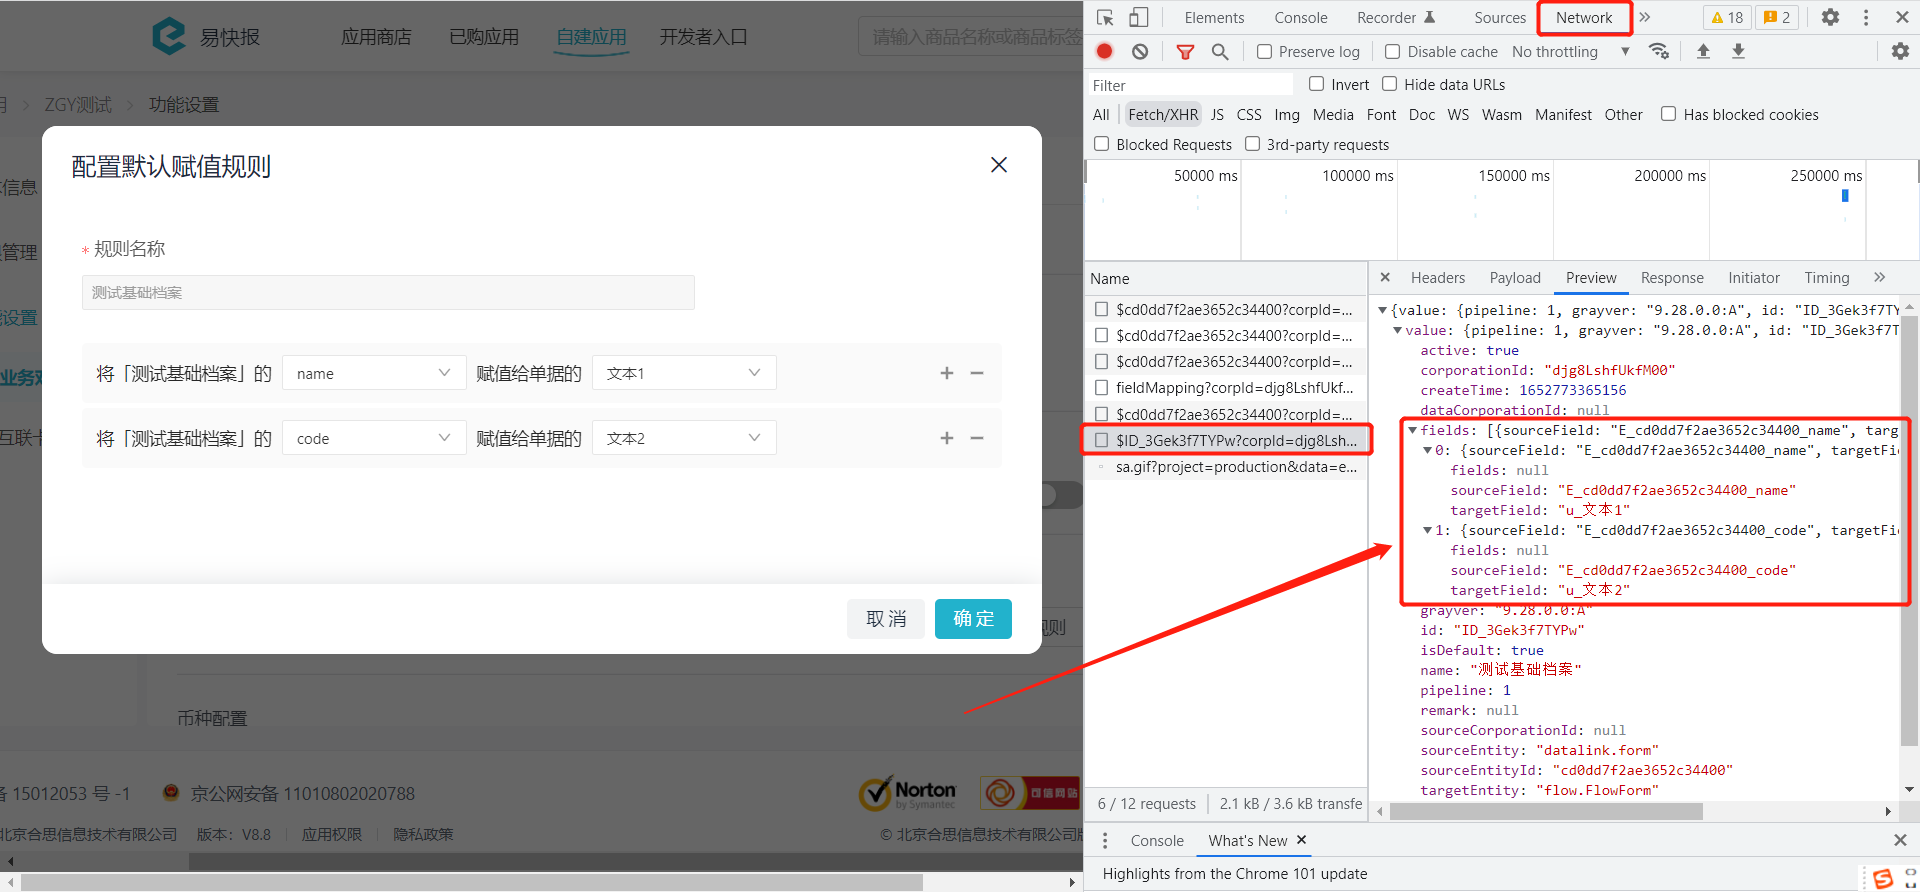 易快报
应用商店
已购应用
自建应用
开发者入口
请输入商品名称或商品标签
ZGY测试
功能设置
信息
管理
设置
业务对
互联卡
配置默认赋值规则
* 规则名称
测试基础档案
将「测试基础档案」的 name 赋值给单据的 文本1
将「测试基础档案」的 code 赋值给单据的 文本2
取 消
确 定
规则
币种配置
备 15012053 号 -1
京公网安备 11010802020788
Norton
by Symantec
百信网站
北京合思信息技术有限公司
版本：V8.8
应用权限
隐私政策
© 北京合思信息技术有限公司版
Elements Console Recorder Sources Network 18 2
Preserve log Disable cache No throttling
Filter Invert Hide data URLs
All Fetch/XHR JS CSS Img Media Font Doc WS Wasm Manifest Other Has blocked cookies
Blocked Requests 3rd-party requests
50000 ms 100000 ms 150000 ms 200000 ms 250000 ms
Name
$cd0dd7f2ae3652c34400?corpId=...
$cd0dd7f2ae3652c34400?corpId=...
$cd0dd7f2ae3652c34400?corpId=...
fieldMapping?corpId=djg8LshfUkf...
$cd0dd7f2ae3652c34400?corpId=...
$ID_3Gek3f7TYPw?corpId=djg8Lsh...
sa.gif?project=production&data=e...
6 / 12 requests 2.1 kB / 3.6 kB transfe
Headers Payload Preview Response Initiator Timing
{value: {pipeline: 1, grayver: "9.28.0.0:A", id: "ID_3Gek3f7TY
value: {pipeline: 1, grayver: "9.28.0.0:A", id: "ID_3Gek3f7T
active: true
corporationId: "djg8LshfUkfM00"
createTime: 1652773365156
dataCorporationId: null
fields: [{sourceField: "E_cd0dd7f2ae3652c34400_name", targ
0: {sourceField: "E_cd0dd7f2ae3652c34400_name", targetFi
fields: null
sourceField: "E_cd0dd7f2ae3652c34400_name"
targetField: "u_文本1"
1: {sourceField: "E_cd0dd7f2ae3652c34400_code", targetFi
fields: null
sourceField: "E_cd0dd7f2ae3652c34400_code"
targetField: "u_文本2"
grayver: "9.28.0.0:A"
id: "ID_3Gek3f7TYPw"
isDefault: true
name: "测试基础档案"
pipeline: 1
remark: null
sourceCorporationId: null
sourceEntity: "datalink.form"
sourceEntityId: "cd0dd7f2ae3652c34400"
targetEntity: "flow.FlowForm"
Console What's New
Highlights from the Chrome 101 update